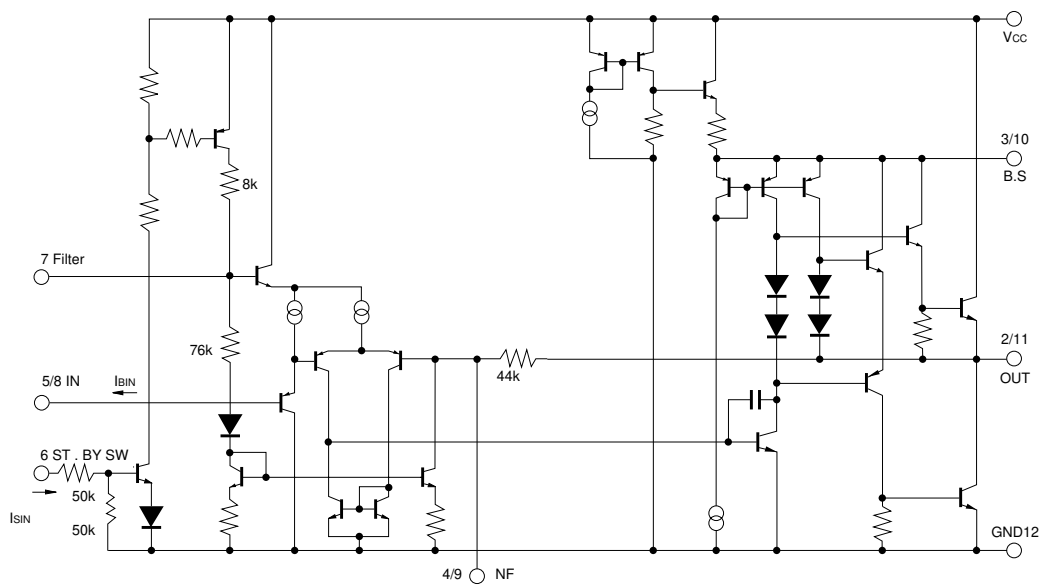 VCC
3/10
B.S
8k
7 Filter
76k
2/11
OUT
44k
5/8 IN
IBIN
6 ST . BY SW
50k
ISIN
50k
GND12
4/9
NF